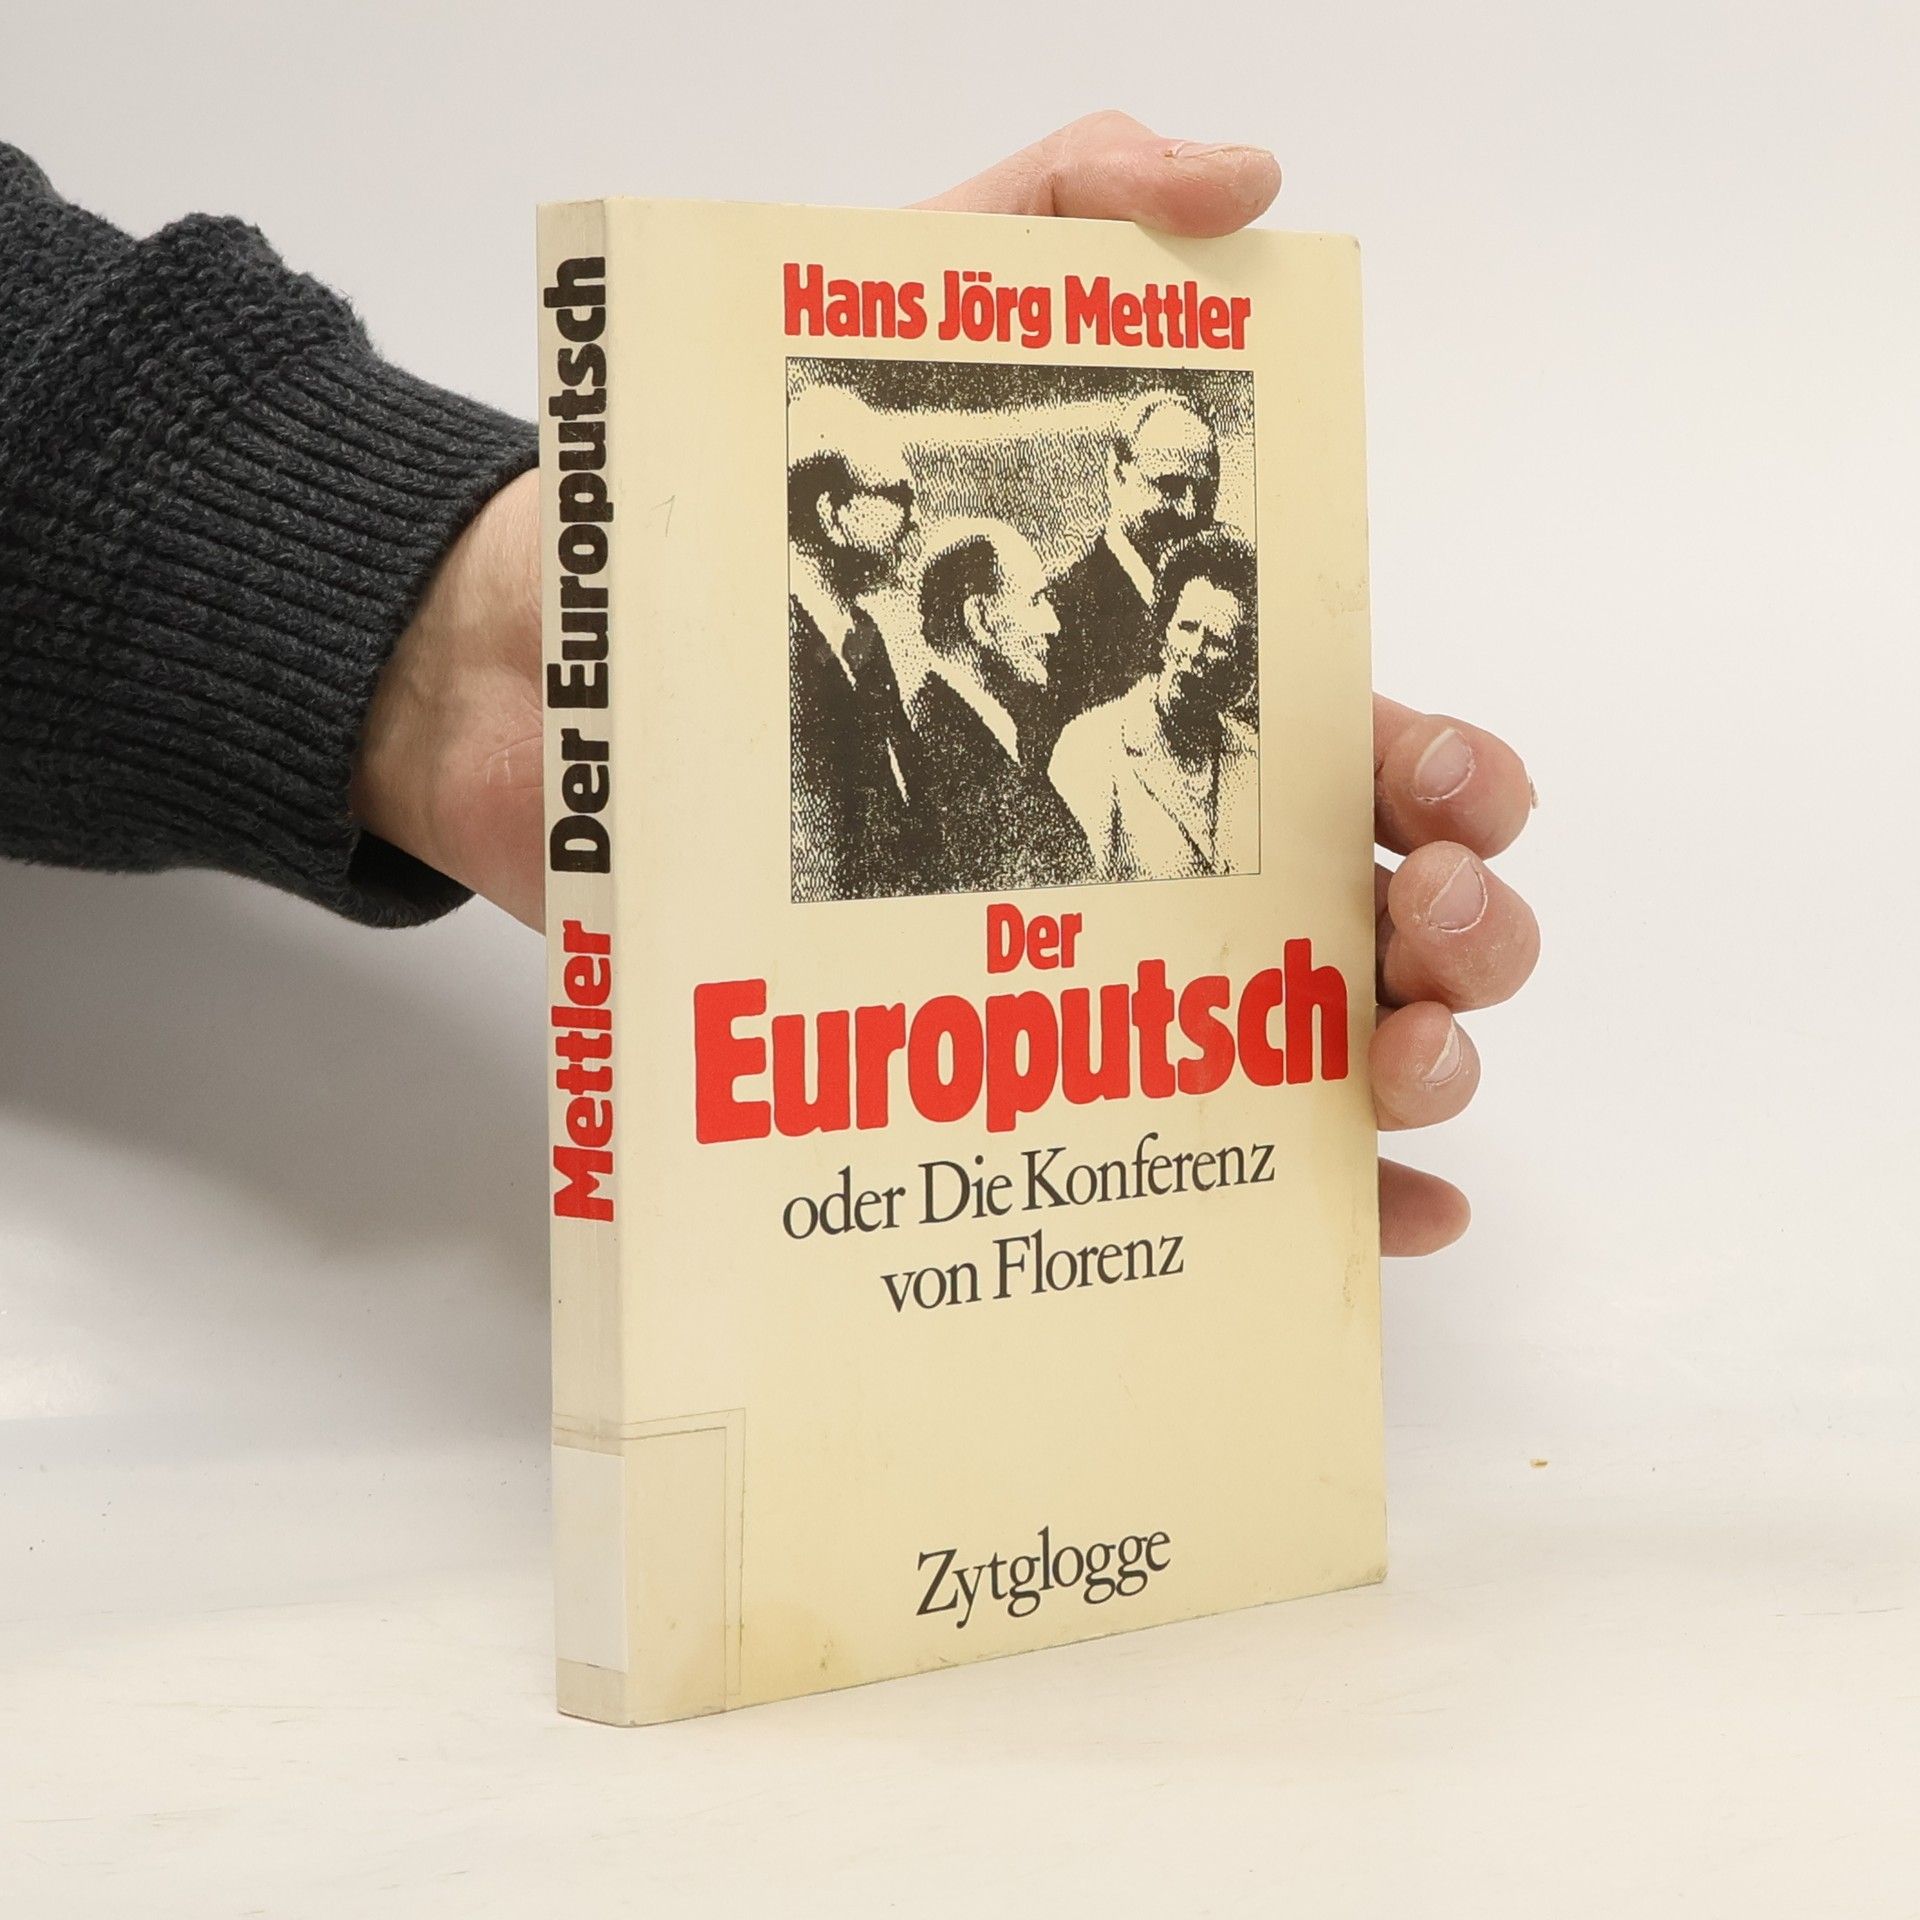 Mettler Der Europutsch
Hans Jörg Mettler
Der
Europutsch
oder Die Konferenz
von Florenz
Zytglogge